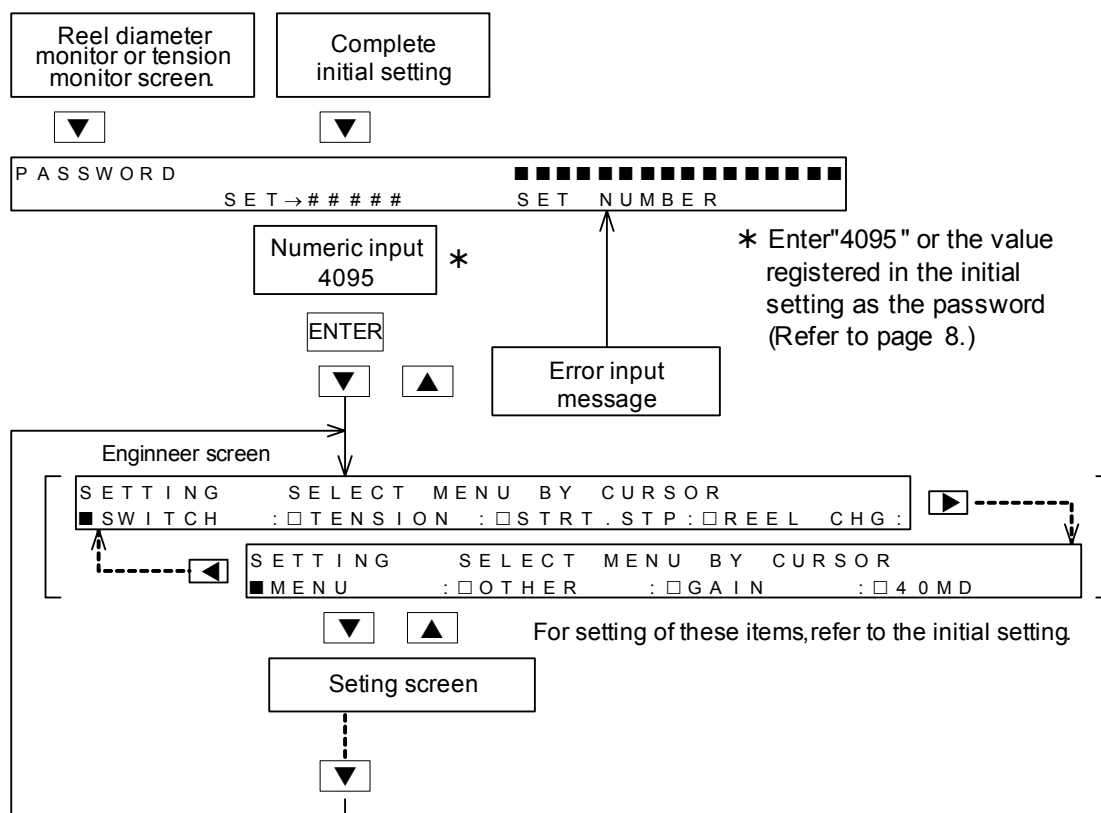 Reel diameter
monitor or tension
monitor screen.
Complete
initial setting
▼ ▼
PASSWORD ■■■■■■■■■■■■■■■■
SET→##### SET NUMBER
Numeric input
4095
*
* Enter"4095" or the value
registered in the initial
setting as the password
(Refer to page 8.)
ENTER
▼ ▲
Error input
message
Enginneer screen
SETTING SELECT MENU BY CURSOR
■SWITCH :□TENSION :□STRT.STP:□REEL CHG:
▶
◀
SETTING SELECT MENU BY CURSOR
■MENU :□OTHER :□GAIN :□40MD
▼ ▲
For setting of these items,refer to the initial setting.
Seting screen
▼